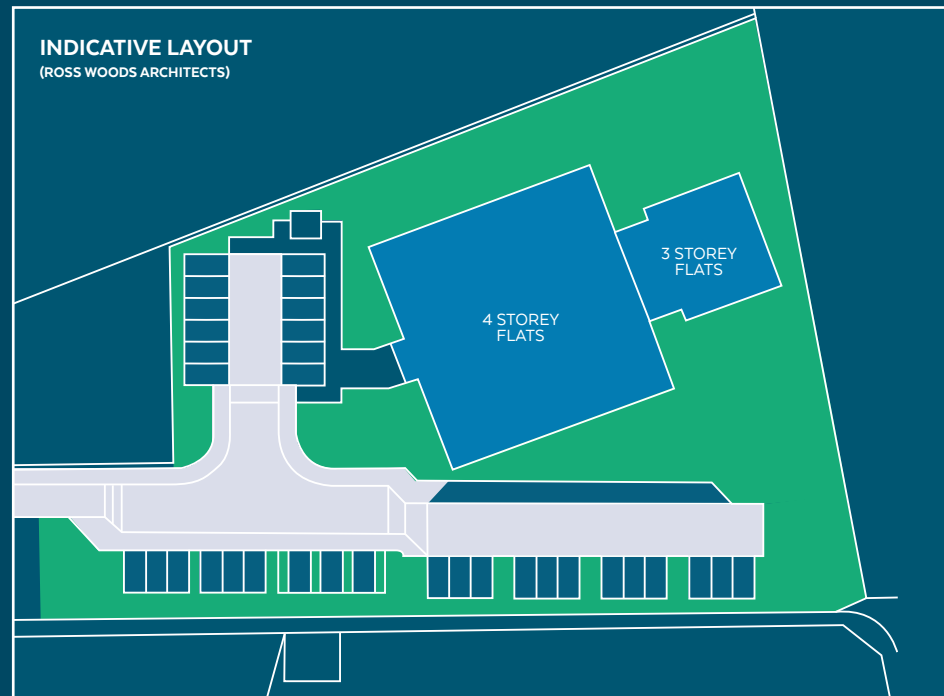 INDICATIVE LAYOUT
(ROSS WOODS ARCHITECTS)
3 STOREY
FLATS
4 STOREY
FLATS